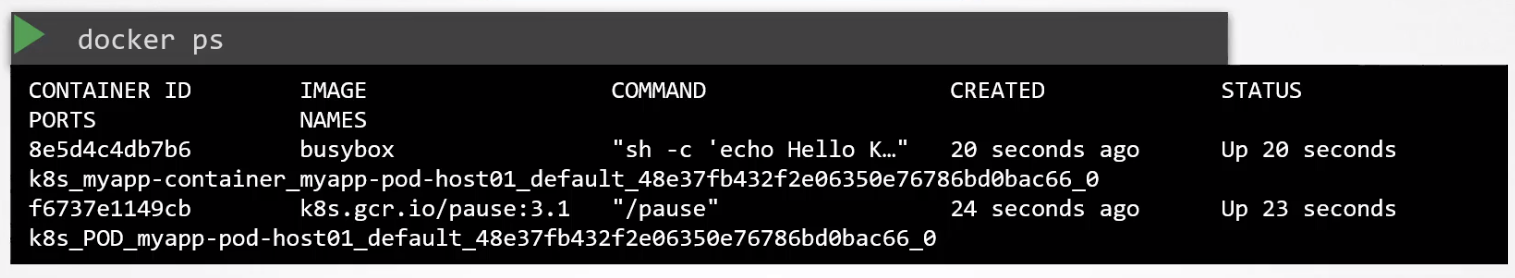 docker ps
CONTAINER ID IMAGE COMMAND CREATED STATUS
PORTS NAMES
8e5d4c4db7b6 busybox "sh -c 'echo Hello K…" 20 seconds ago Up 20 seconds
k8s_myapp-container_myapp-pod-host01_default_48e37fb432f2e06350e76786bd0bac66_0
f6737e1149cb k8s.gcr.io/pause:3.1 "/pause" 24 seconds ago Up 23 seconds
k8s_POD_myapp-pod-host01_default_48e37fb432f2e06350e76786bd0bac66_0